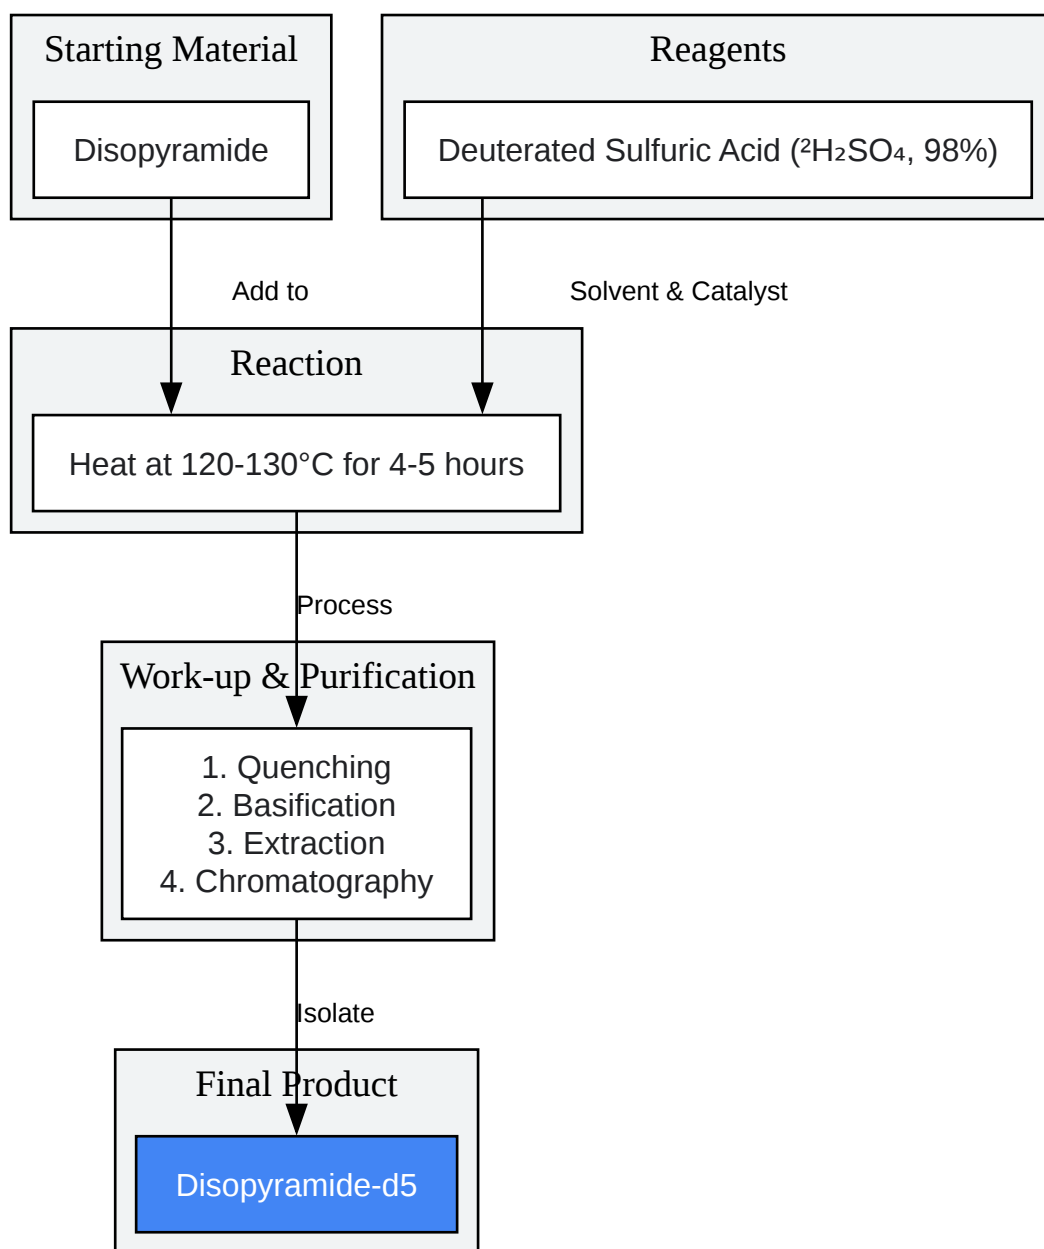 Starting Material
Reagents
Disopyramide
Deuterated Sulfuric Acid (²H₂SO₄, 98%)
Add to
Solvent & Catalyst
Reaction
Heat at 120-130°C for 4-5 hours
Process
Work-up & Purification
1. Quenching
2. Basification
3. Extraction
4. Chromatography
Isolate
Final Product
Disopyramide-d5